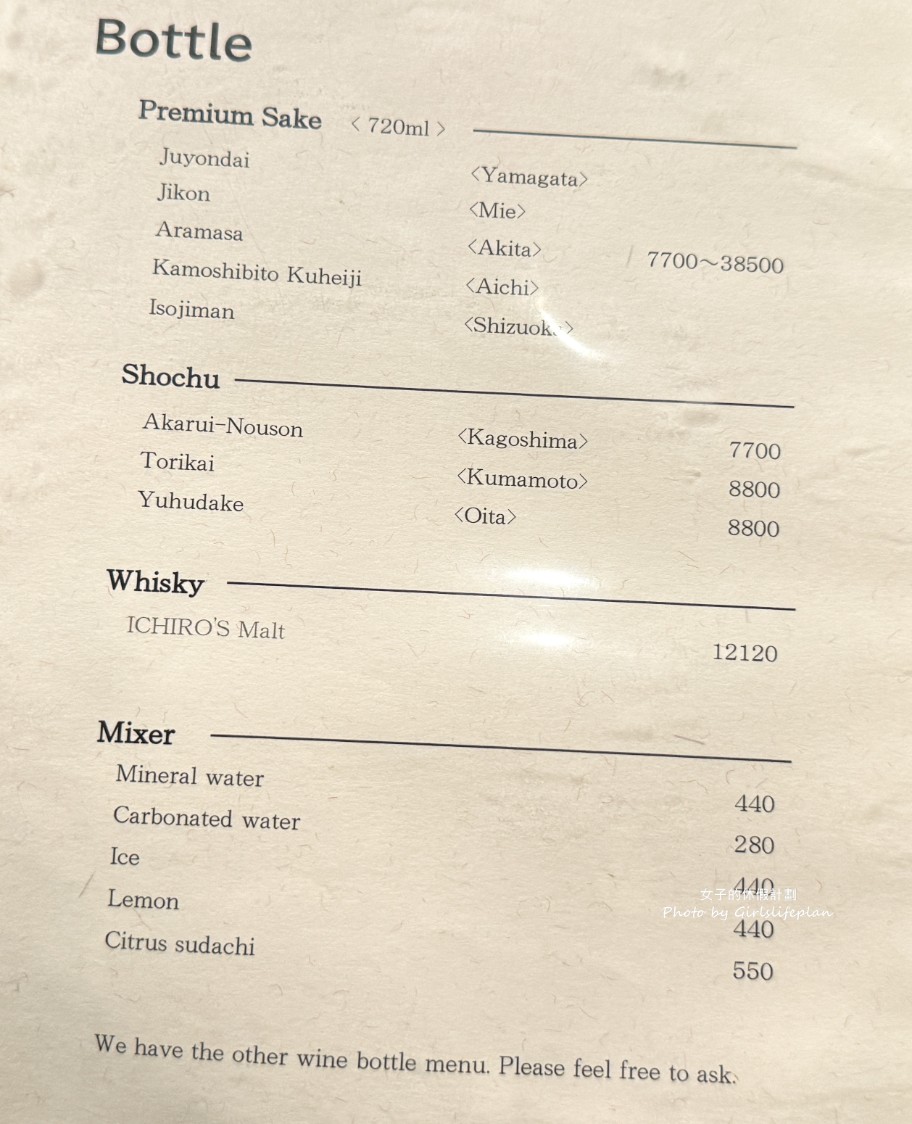 Bottle
Premium Sake 〈 720ml 〉
Juyondai 〈Yamagata〉
Jikon 〈Mie〉
Aramasa 〈Akita〉 7700～38500
Kamoshibito Kuheiji 〈Aichi〉
Isojiman 〈Shizuoka〉
Shochu
Akarui-Nouson 〈Kagoshima〉 7700
Torikai 〈Kumamoto〉 8800
Yuhudake 〈Oita〉 8800
Whisky
ICHIRO'S Malt 12120
Mixer
Mineral water 440
Carbonated water 280
Ice 440
女子的休假計劃
Photo by Girlslifeplan
Lemon 440
Citrus sudachi 550
We have the other wine bottle menu. Please feel free to ask.